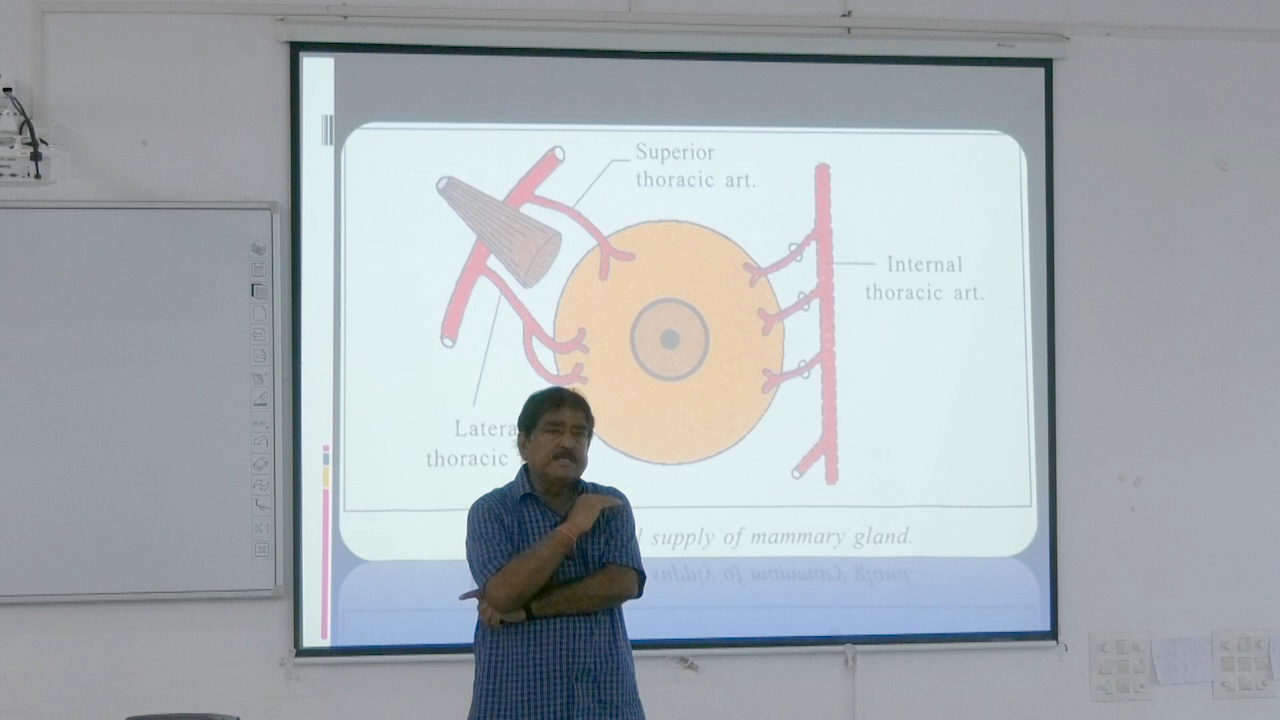 Superior
thoracic art.
Internal
thoracic art.
Latera
thoracic
l supply of mammary gland.